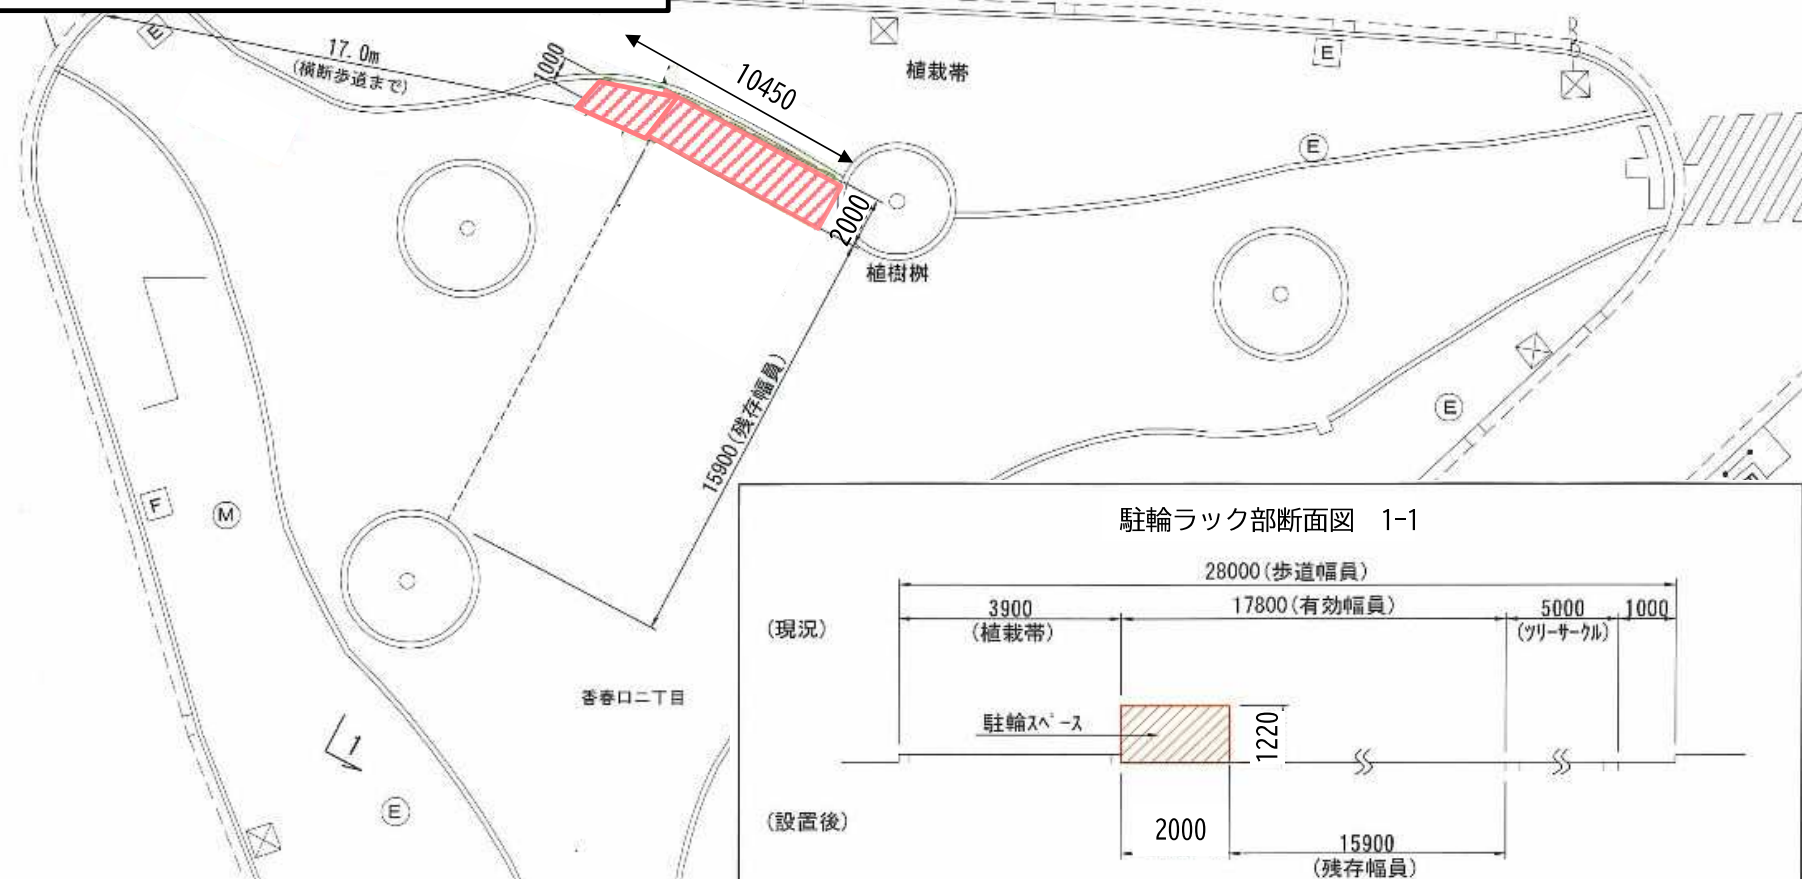 E
17.0m
(横断歩道まで)
1000
10450
植栽帯
E
E
2000
植樹桝
15900(残存幅員)
E
F
M
香春口二丁目
1
E
駐輪ラック部断面図　1-1
28000(歩道幅員)
(現況)
3900
(植栽帯)
17800(有効幅員)
5000
(ﾂﾘｰｻｰｸﾙ)
1000
駐輪ｽﾍﾟｰｽ
1220
(設置後)
2000
15900
(残存幅員)